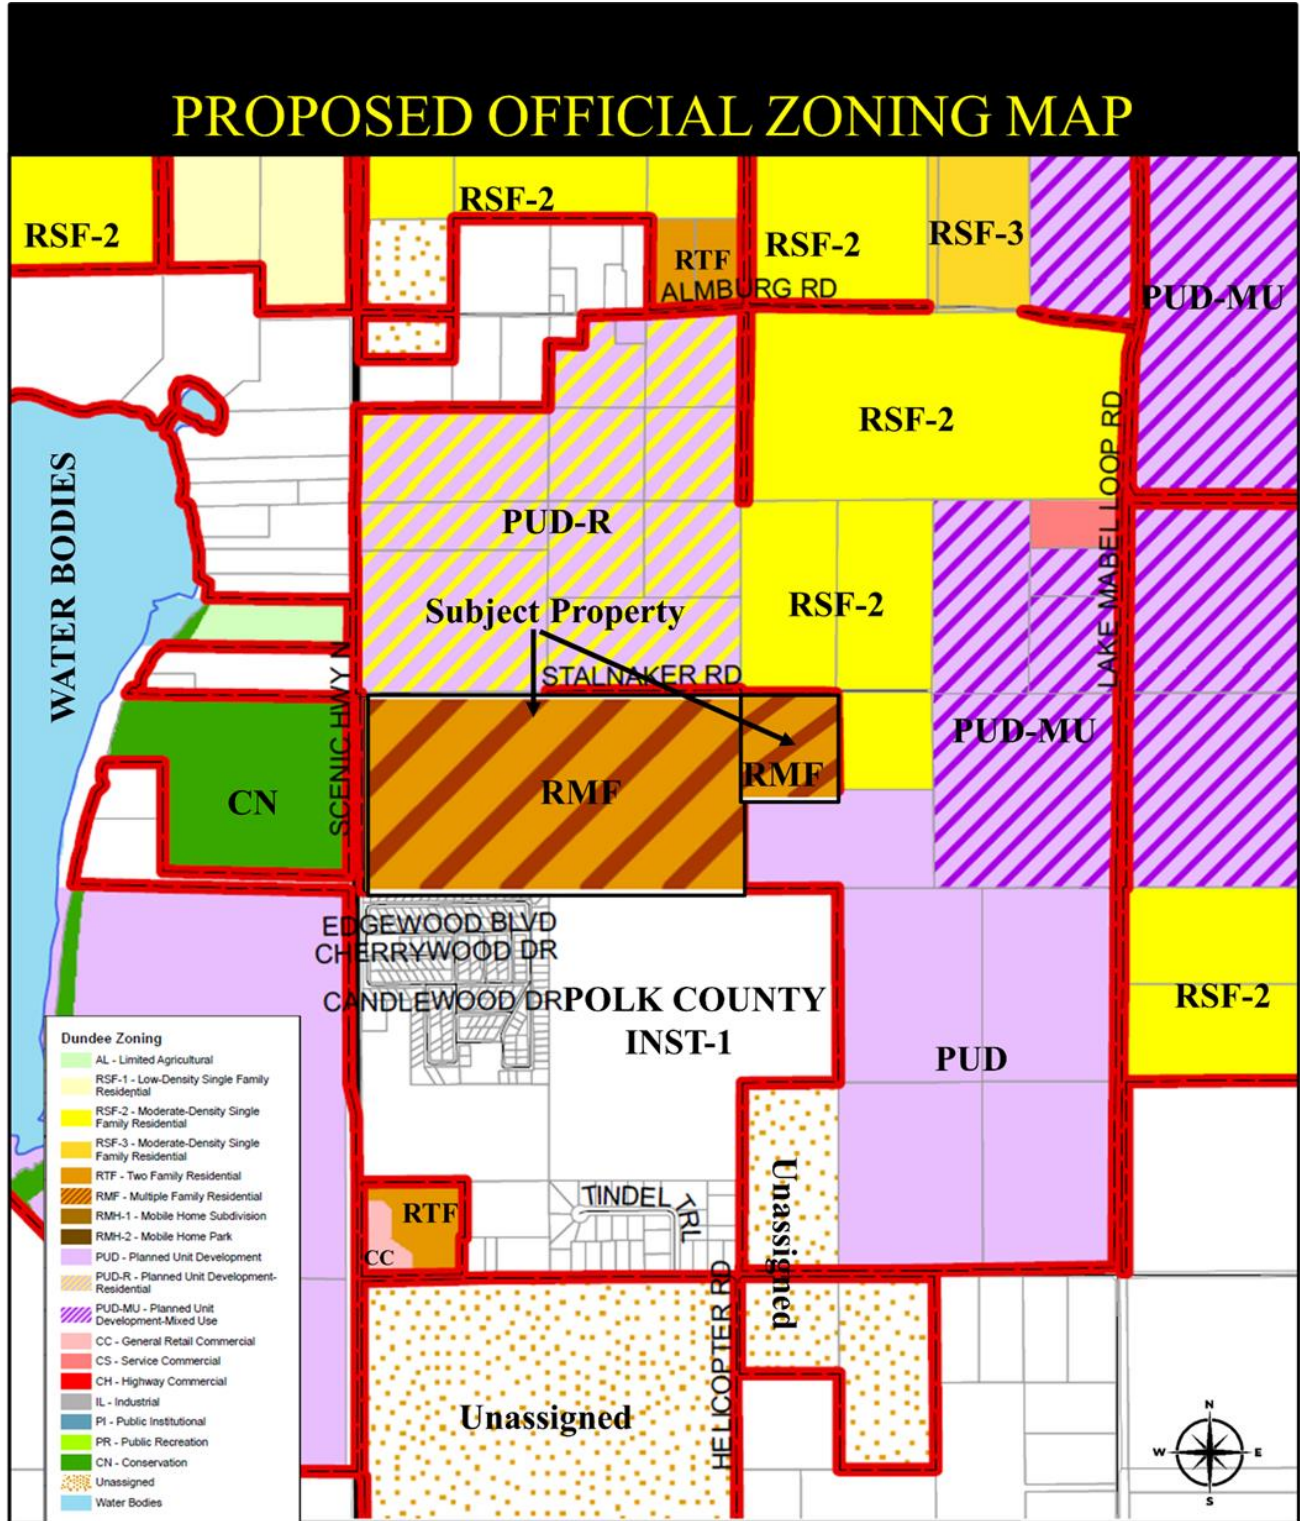 PROPOSED OFFICIAL ZONING MAP
RSF-2
RSF-2
RTF
RSF-2
RSF-3
ALMBURG RD
PUD-MU
RSF-2
LAKE MABEL LOOP RD
WATER BODIES
PUD-R
RSF-2
Subject Property
STALNAKER RD
SCENIC HWY N
PUD-MU
RMF
RMF
CN
EDGEWOOD BLVD
CHERRYWOOD DR
CANDLEWOOD DR
POLK COUNTY
INST-1
RSF-2
PUD
Unassigned
TINDEL TRL
RTF
CC
HELICOPTER RD
Unassigned
Dundee Zoning
AL - Limited Agricultural
RSF-1 - Low-Density Single Family
Residential
RSF-2 - Moderate-Density Single
Family Residential
RSF-3 - Moderate-Density Single
Family Residential
RTF - Two Family Residential
RMF - Multiple Family Residential
RMH-1 - Mobile Home Subdivision
RMH-2 - Mobile Home Park
PUD - Planned Unit Development
PUD-R - Planned Unit Development-
Residential
PUD-MU - Planned Unit
Development-Mixed Use
CC - General Retail Commercial
CS - Service Commercial
CH - Highway Commercial
IL - Industrial
PI - Public Institutional
PR - Public Recreation
CN - Conservation
Unassigned
Water Bodies
N
W
E
S